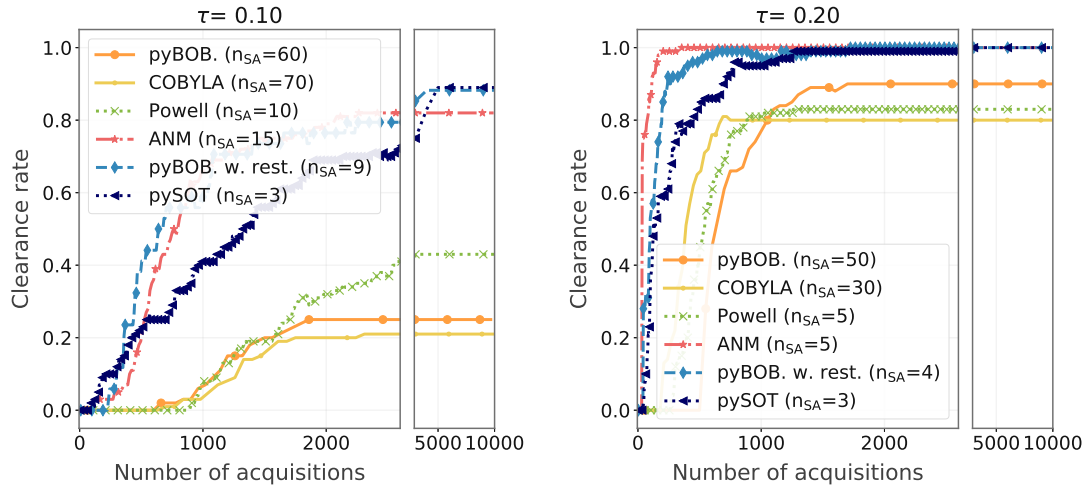 τ= 0.10
Clearance rate
1.0
0.8
0.6
0.4
0.2
0.0
pyBOB. (nSA=60)
COBYLA (nSA=70)
Powell (nSA=10)
ANM (nSA=15)
pyBOB. w. rest. (nSA=9)
pySOT (nSA=3)
0 1000 2000 5000 10000
Number of acquisitions
τ= 0.20
Clearance rate
1.0
0.8
0.6
0.4
0.2
0.0
pyBOB. (nSA=50)
COBYLA (nSA=30)
Powell (nSA=5)
ANM (nSA=5)
pyBOB. w. rest. (nSA=4)
pySOT (nSA=3)
0 1000 2000 5000 10000
Number of acquisitions